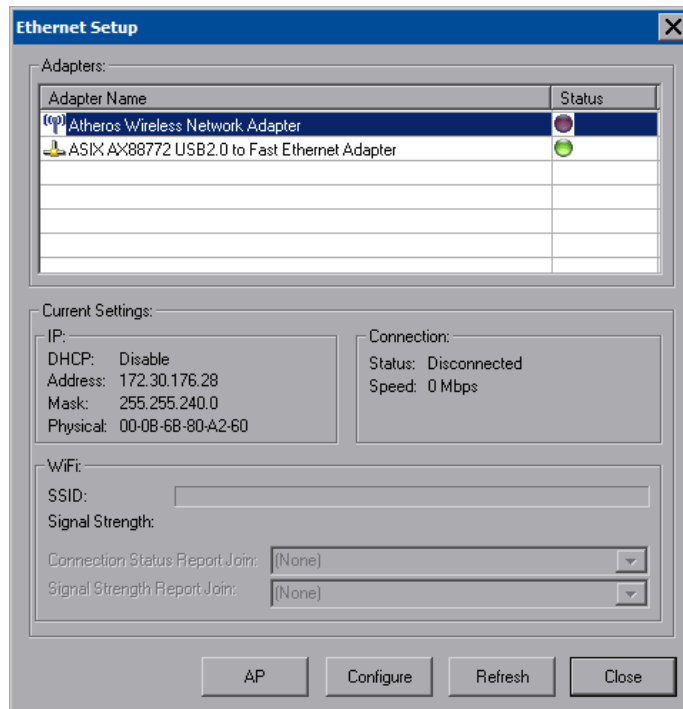 Ethernet Setup
Adapters:
Adapter Name Status
Atheros Wireless Network Adapter
ASIX AX88772 USB2.0 to Fast Ethernet Adapter
Current Settings:
IP:
DHCP: Disable
Address: 172.30.176.28
Mask: 255.255.240.0
Physical: 00-0B-6B-80-A2-60
Connection:
Status: Disconnected
Speed: 0 Mbps
WiFi:
SSID:
Signal Strength:
Connection Status Report Join: (None)
Signal Strength Report Join: (None)
AP Configure Refresh Close